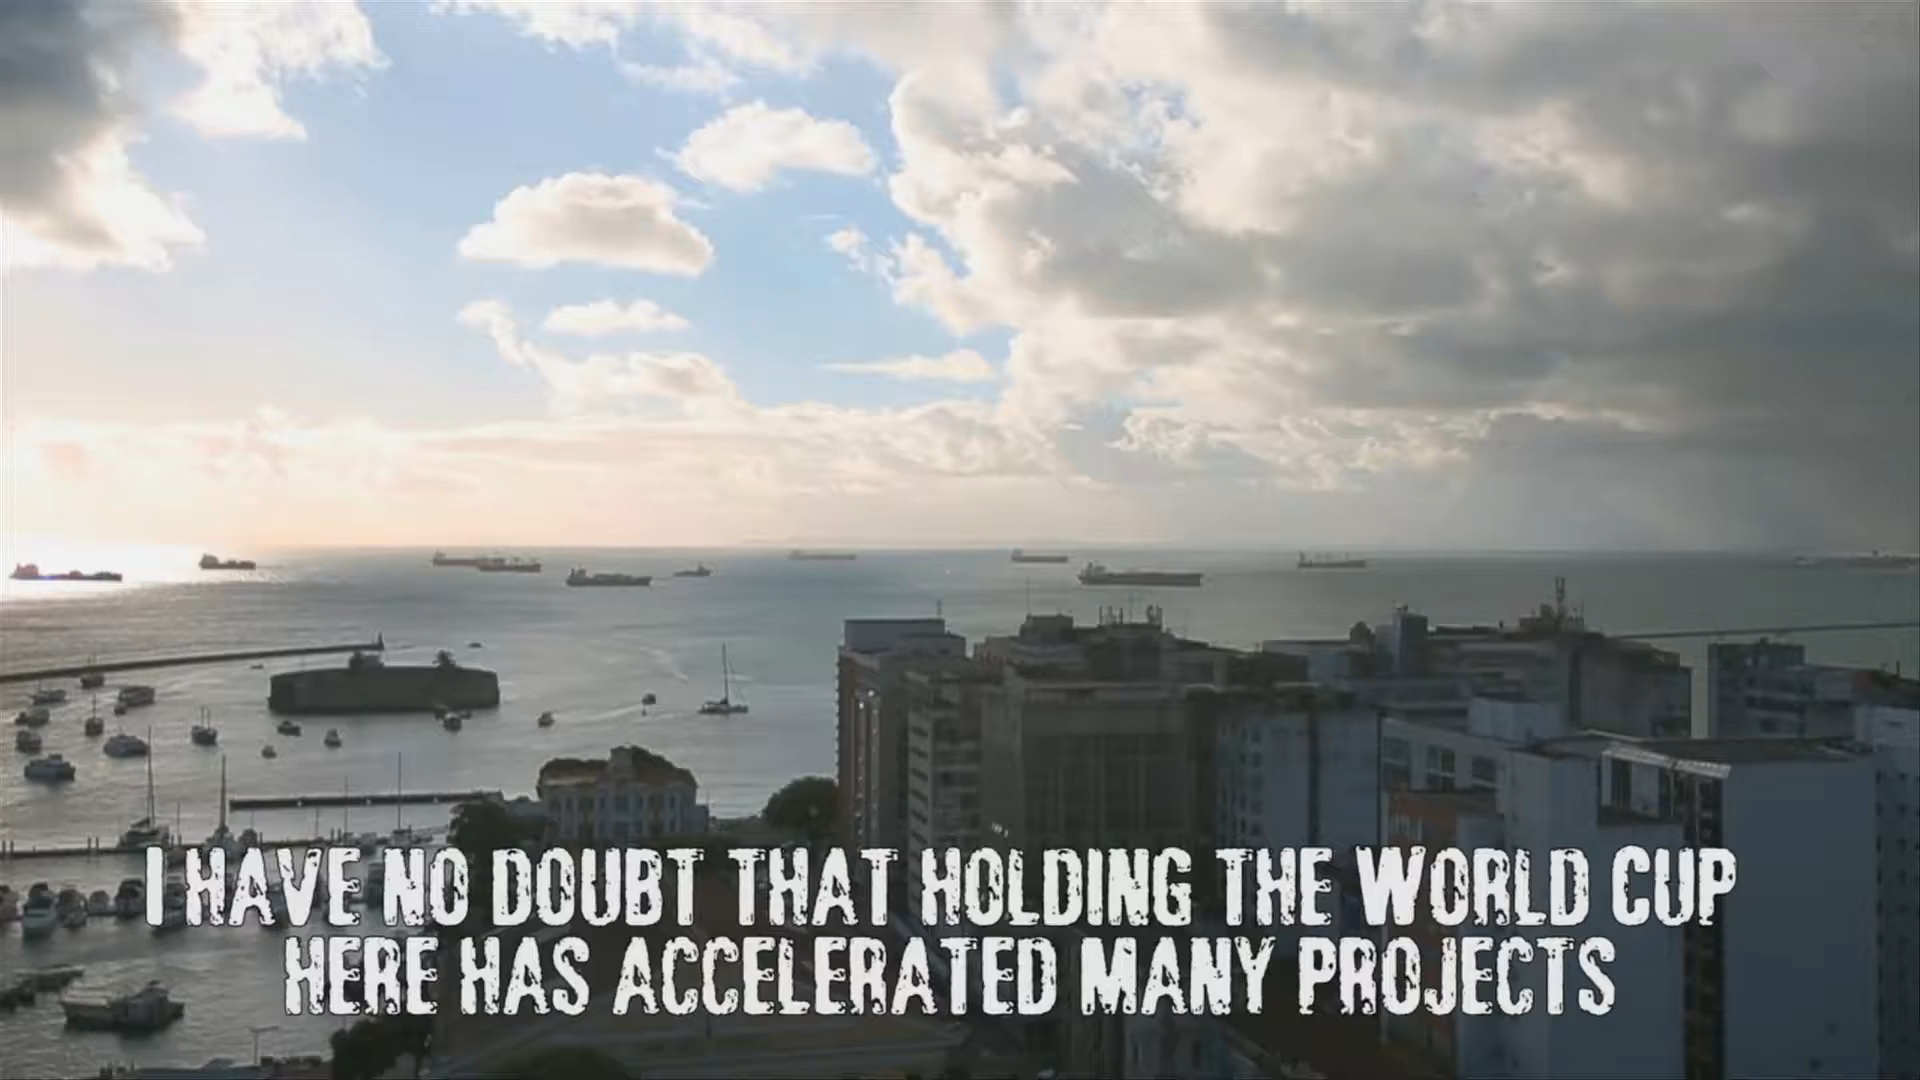 I HAVE NO DOUBT THAT HOLDING THE WORLD CUP
HERE HAS ACCELERATED MANY PROJECTS